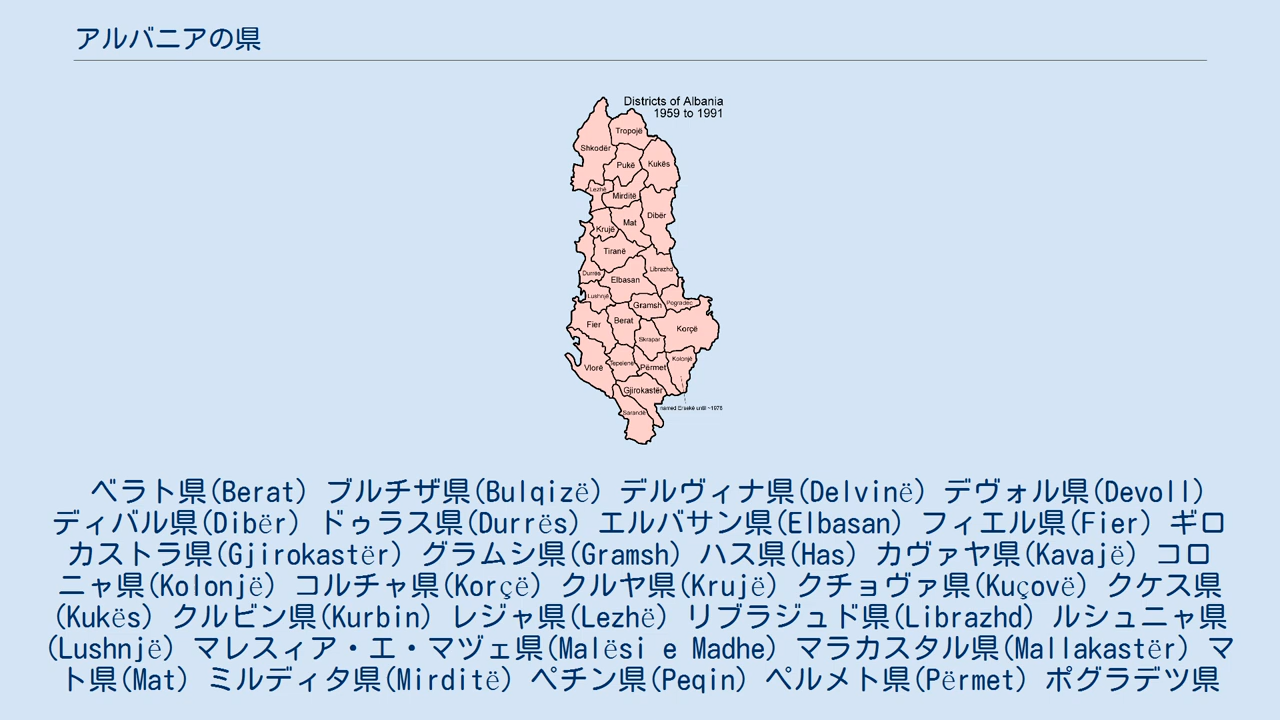 アルバニアの県
Districts of Albania
1959 to 1991
Tropojë
Shkodër
Pukë
Kukës
Lezhë
Mirditë
Dibër
Mat
Krujë
Tiranë
Durrës
Librazhd
Elbasan
Lushnjë
Gramsh
Pogradec
Fier
Berat
Korçë
Skrapar
Kolonjë
Tepelenë
Vlorë
Përmet
Gjirokastër
named Ersekë until ~1978
Sarandë
ベラト県(Berat) ブルチザ県(Bulqizë) デルヴィナ県(Delvinë) デヴォル県(Devoll)
ディバル県(Dibër) ドゥラス県(Durrës) エルバサン県(Elbasan) フィエル県(Fier) ギロ
カストラ県(Gjirokastër) グラムシ県(Gramsh) ハス県(Has) カヴァヤ県(Kavajë) コロ
ニャ県(Kolonjë) コルチャ県(Korçë) クルヤ県(Krujë) クチョヴァ県(Kuçovë) クケス県
(Kukës) クルビン県(Kurbin) レジャ県(Lezhë) リブラジュド県(Librazhd) ルシュニャ県
(Lushnjë) マレスィア・エ・マヅェ県(Malësi e Madhe) マラカスタル県(Mallakastër) マ
ト県(Mat) ミルディタ県(Mirditë) ペチン県(Peqin) ペルメト県(Përmet) ポグラデツ県